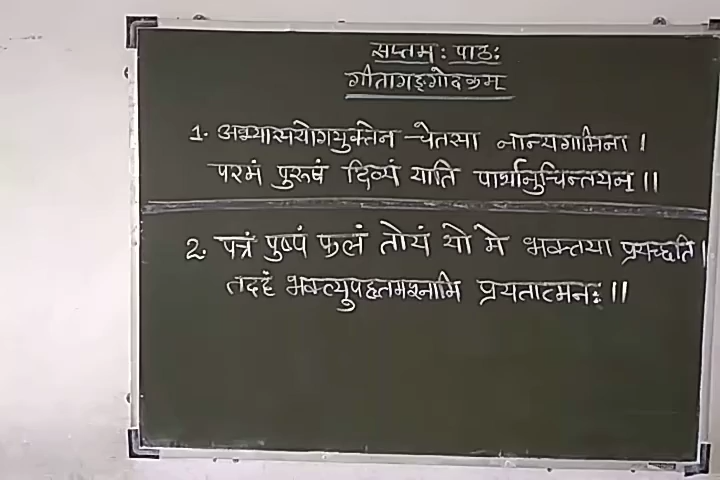 सप्तमः पाठः
गीतागङ्गोदकम्
1. अभ्यासयोगयुक्तेन चेतसा नान्यगामिना ।
परमं पुरुषं दिव्यं याति पार्थानुचिन्तयन् ।।
2. पत्रं पुष्पं फलं तोयं यो मे भक्तया प्रयच्छति ।
तदहं भक्त्युपहृतमश्नामि प्रयतात्मनः ।।